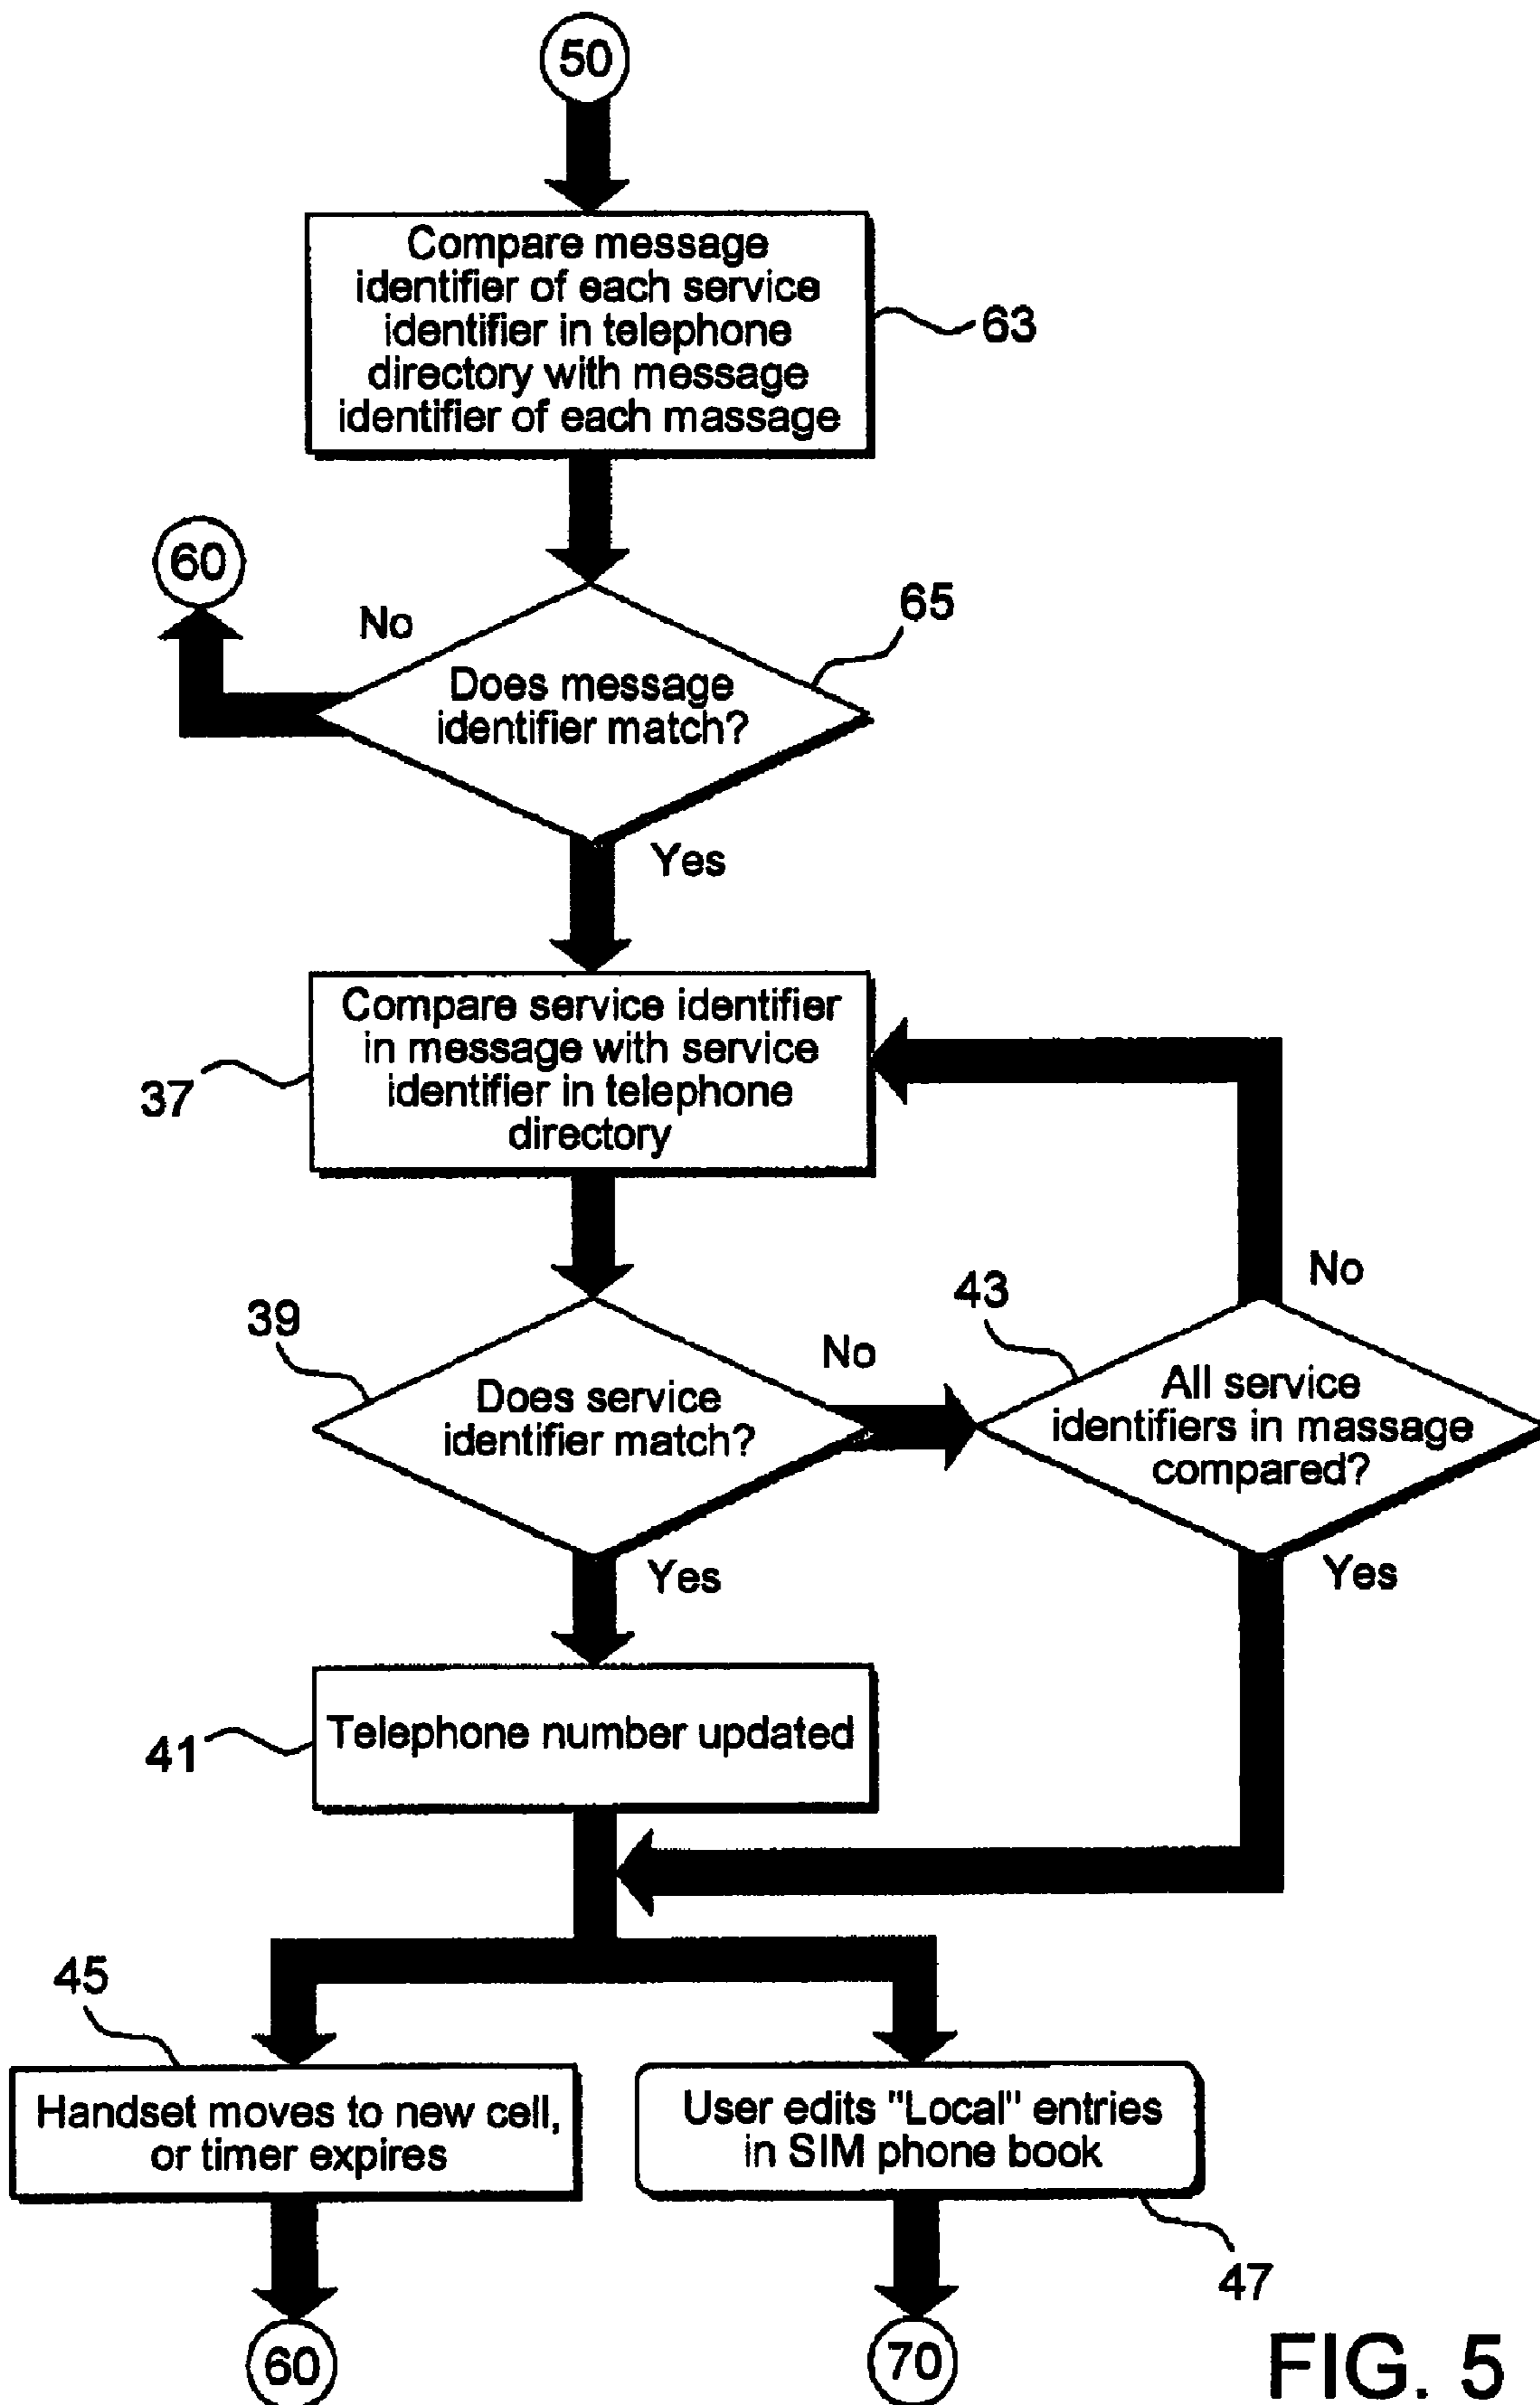 50
Compare message
identifier of each service
identifier in telephone
directory with message
identifier of each massage
63
60
No
65
Does message
identifier match?
Yes
Compare service identifier
in message with service
identifier in telephone
directory
37
39
Does service
identifier match?
No
43
All service
identifiers in massage
compared?
No
Yes
Yes
41
Telephone number updated
45
Handset moves to new cell,
or timer expires
User edits "Local" entries
in SIM phone book
47
60
70
FIG. 5